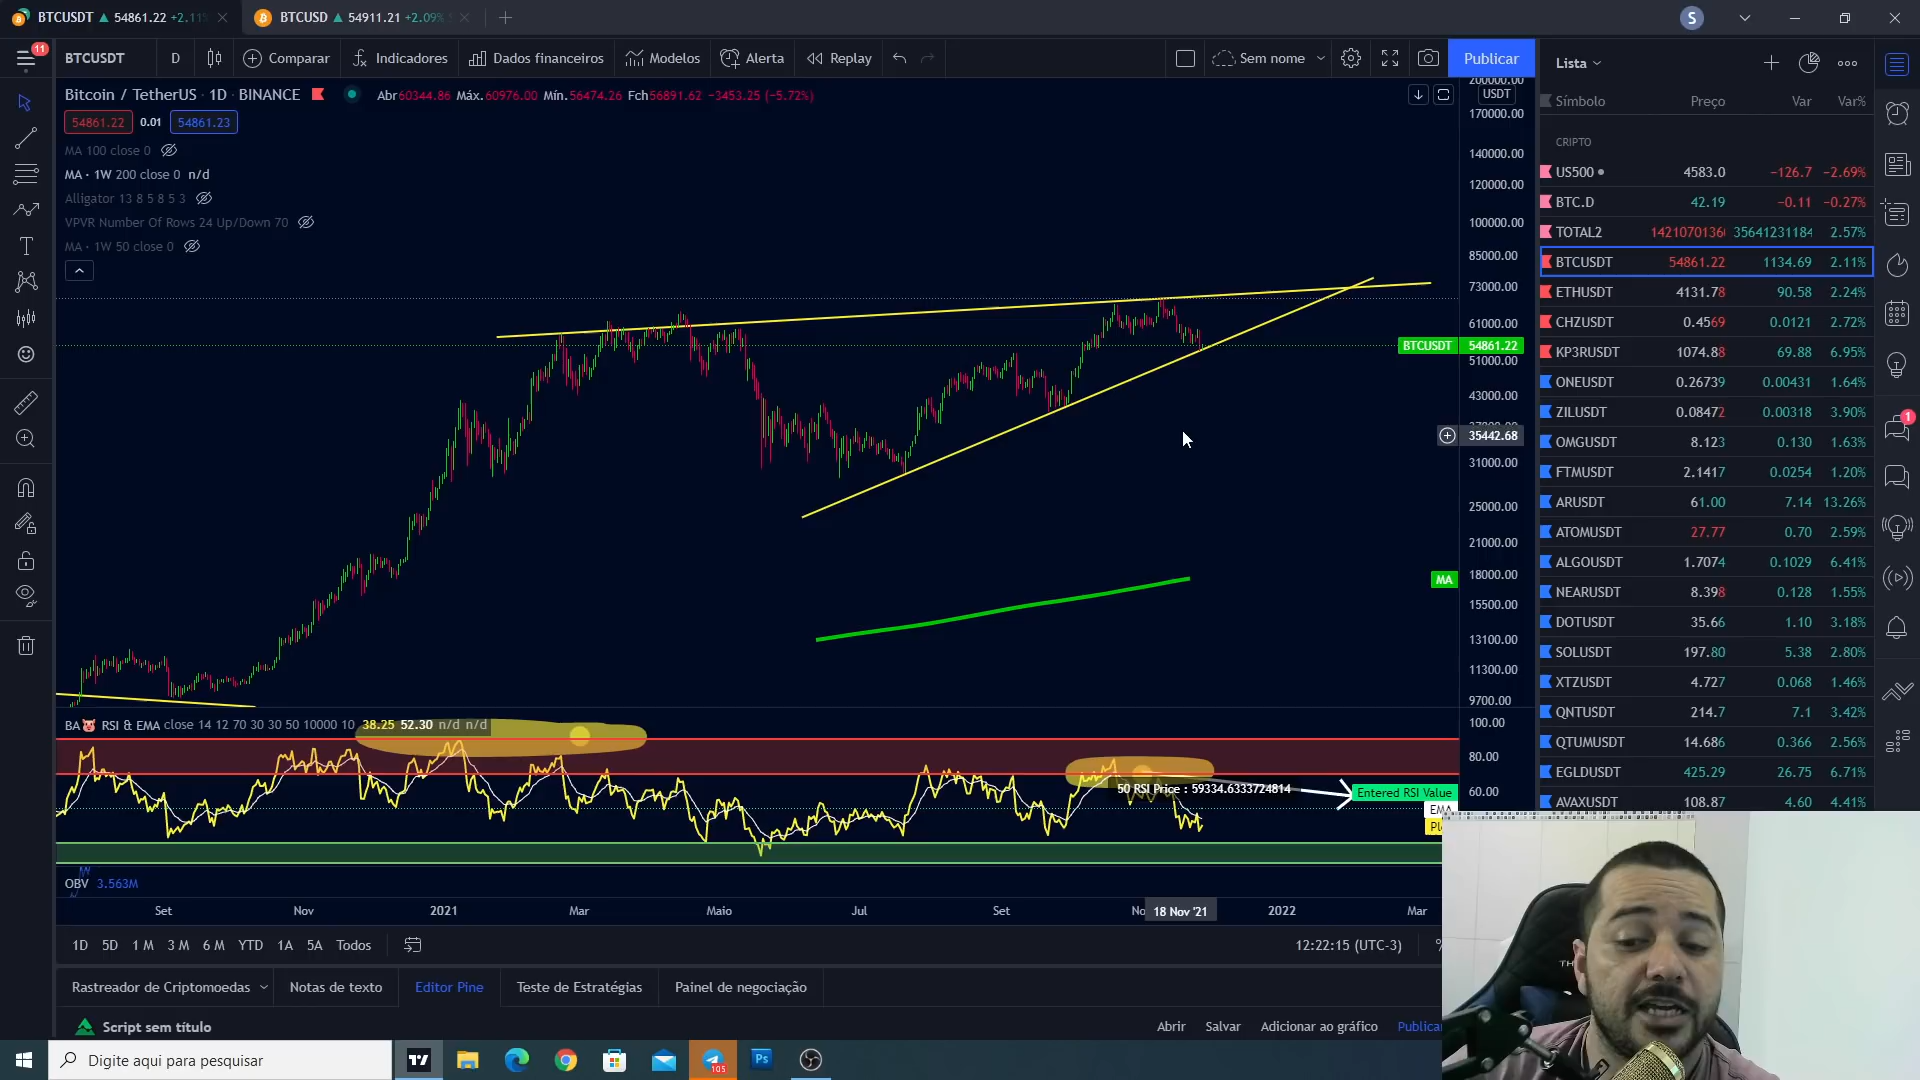 BTCUSDT ▲ 54861.22 +2.11%
BTCUSD ▲ 54911.21 +2.09%
S
11
BTCUSDT
D
Comparar
Indicadores
Dados financeiros
Modelos
Alerta
Replay
Sem nome
Publicar
Bitcoin / TetherUS · 1D · BINANCE
Abr60344.86 Máx.60976.00 Mín.56474.26 Fch56891.62 −3453.25 (−5.72%)
54861.22 0.01 54861.23
MA 100 close 0
MA · 1W 200 close 0 n/d
Alligator 13 8 5 8 5 3
VPVR Number Of Rows 24 Up/Down 70
MA · 1W 50 close 0
200000.00
USDT
170000.00
140000.00
120000.00
100000.00
85000.00
73000.00
61000.00
BTCUSDT 54861.22
51000.00
43000.00
35442.68
31000.00
25000.00
21000.00
MA
18000.00
15500.00
13100.00
11300.00
9700.00
BA RSI & EMA close 14 12 70 30 30 50 10000 10 38.25 52.30 n/d n/d
100.00
80.00
60.00
50 RSI Price : 59334.6333724814
Entered RSI Value
EMA
OBV 3.563M
Set
Nov
2021
Mar
Maio
Jul
Set
18 Nov '21
2022
Mar
1D 5D 1 M 3 M 6 M YTD 1A 5A Todos
12:22:15 (UTC-3)
%
Rastreador de Criptomoedas
Notas de texto
Editor Pine
Teste de Estratégias
Painel de negociação
Script sem título
Abrir
Salvar
Adicionar ao gráfico
Lista
Símbolo Preço Var Var%
CRIPTO
US500 4583.0 −126.7 −2.69%
BTC.D 42.19 −0.11 −0.27%
TOTAL2 1421070136 35641231184 2.57%
BTCUSDT 54861.22 1134.69 2.11%
ETHUSDT 4131.78 90.58 2.24%
CHZUSDT 0.4569 0.0121 2.72%
KP3RUSDT 1074.88 69.88 6.95%
ONEUSDT 0.26739 0.00431 1.64%
ZILUSDT 0.08472 0.00318 3.90%
OMGUSDT 8.123 0.130 1.63%
FTMUSDT 2.1417 0.0254 1.20%
ARUSDT 61.00 7.14 13.26%
ATOMUSDT 27.77 0.70 2.59%
ALGOUSDT 1.7074 0.1029 6.41%
NEARUSDT 8.398 0.128 1.55%
DOTUSDT 35.66 1.10 3.18%
SOLUSDT 197.80 5.38 2.80%
XTZUSDT 4.727 0.068 1.46%
QNTUSDT 214.7 7.1 3.42%
QTUMUSDT 14.686 0.366 2.56%
EGLDUSDT 425.29 26.75 6.71%
AVAXUSDT 108.87 4.60 4.41%
1
Digite aqui para pesquisar
105
Ps